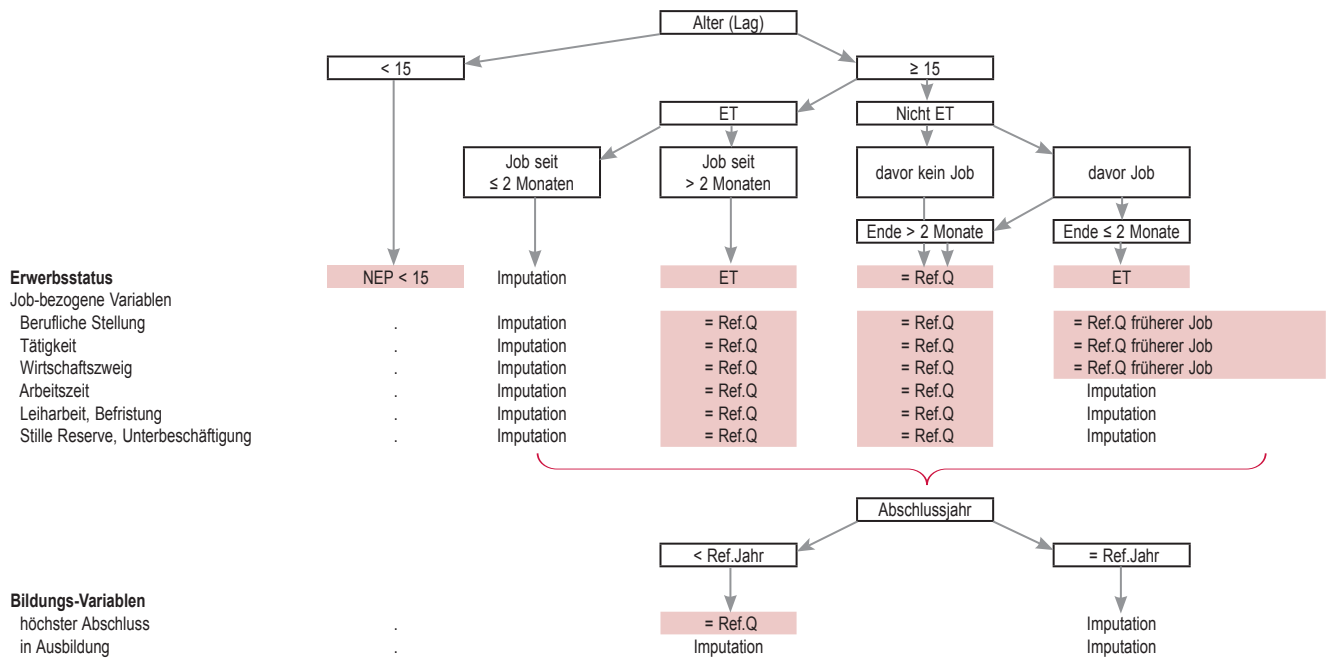 Alter (Lag)
< 15
≥ 15
ET
Nicht ET
Job seit
≤ 2 Monaten
Job seit
> 2 Monaten
davor kein Job
davor Job
Ende > 2 Monate
Ende ≤ 2 Monate
Erwerbsstatus NEP < 15 Imputation ET = Ref.Q ET
Job-bezogene Variablen
Berufliche Stellung . Imputation = Ref.Q = Ref.Q = Ref.Q früherer Job
Tätigkeit . Imputation = Ref.Q = Ref.Q = Ref.Q früherer Job
Wirtschaftszweig . Imputation = Ref.Q = Ref.Q = Ref.Q früherer Job
Arbeitszeit . Imputation = Ref.Q = Ref.Q Imputation
Leiharbeit, Befristung . Imputation = Ref.Q = Ref.Q Imputation
Stille Reserve, Unterbeschäftigung . Imputation = Ref.Q = Ref.Q Imputation
Abschlussjahr
< Ref.Jahr
= Ref.Jahr
Bildungs-Variablen
höchster Abschluss . = Ref.Q Imputation
in Ausbildung . Imputation Imputation